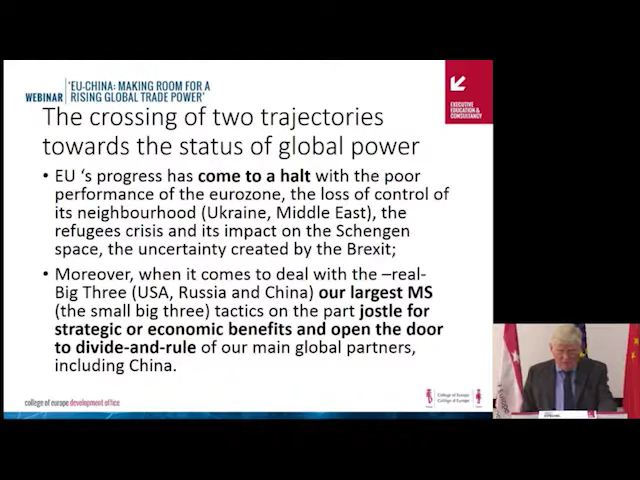 WEBINAR
'EU-CHINA: MAKING ROOM FOR A
RISING GLOBAL TRADE POWER'
EXECUTIVE
EDUCATION &
CONSULTANCY
The crossing of two trajectories
towards the status of global power
• EU 's progress has come to a halt with the poor
performance of the eurozone, the loss of control of
its neighbourhood (Ukraine, Middle East), the
refugees crisis and its impact on the Schengen
space, the uncertainty created by the Brexit;
• Moreover, when it comes to deal with the –real-
Big Three (USA, Russia and China) our largest MS
(the small big three) tactics on the part jostle for
strategic or economic benefits and open the door
to divide-and-rule of our main global partners,
including China.
college of europe development office
College of Europe
Collège d'Europe